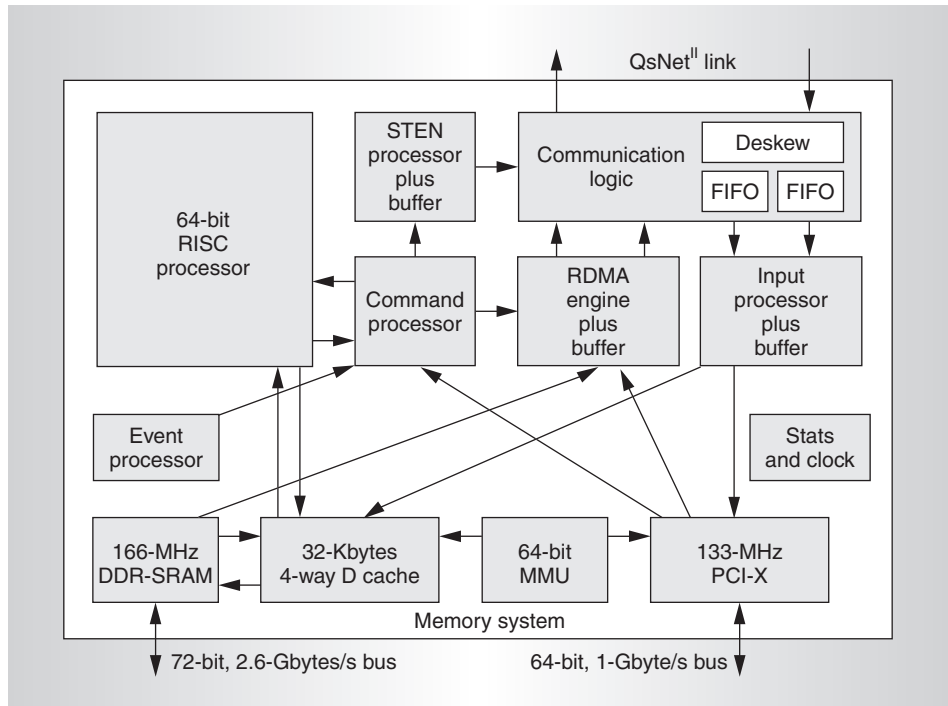 QsNet^II link
64-bit
RISC
processor
STEN
processor
plus
buffer
Communication
logic
Deskew
FIFO
FIFO
Command
processor
RDMA
engine
plus
buffer
Input
processor
plus
buffer
Event
processor
Stats
and clock
166-MHz
DDR-SRAM
32-Kbytes
4-way D cache
64-bit
MMU
133-MHz
PCI-X
Memory system
72-bit, 2.6-Gbytes/s bus
64-bit, 1-Gbyte/s bus